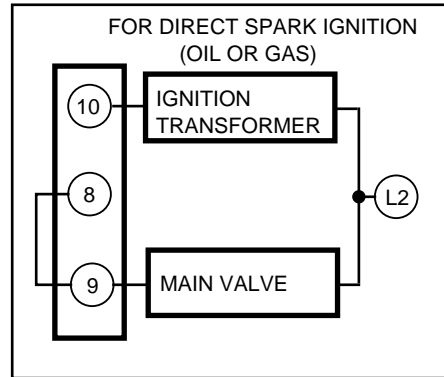 FOR DIRECT SPARK IGNITION
(OIL OR GAS)
10
IGNITION
TRANSFORMER
8
L2
9
MAIN VALVE